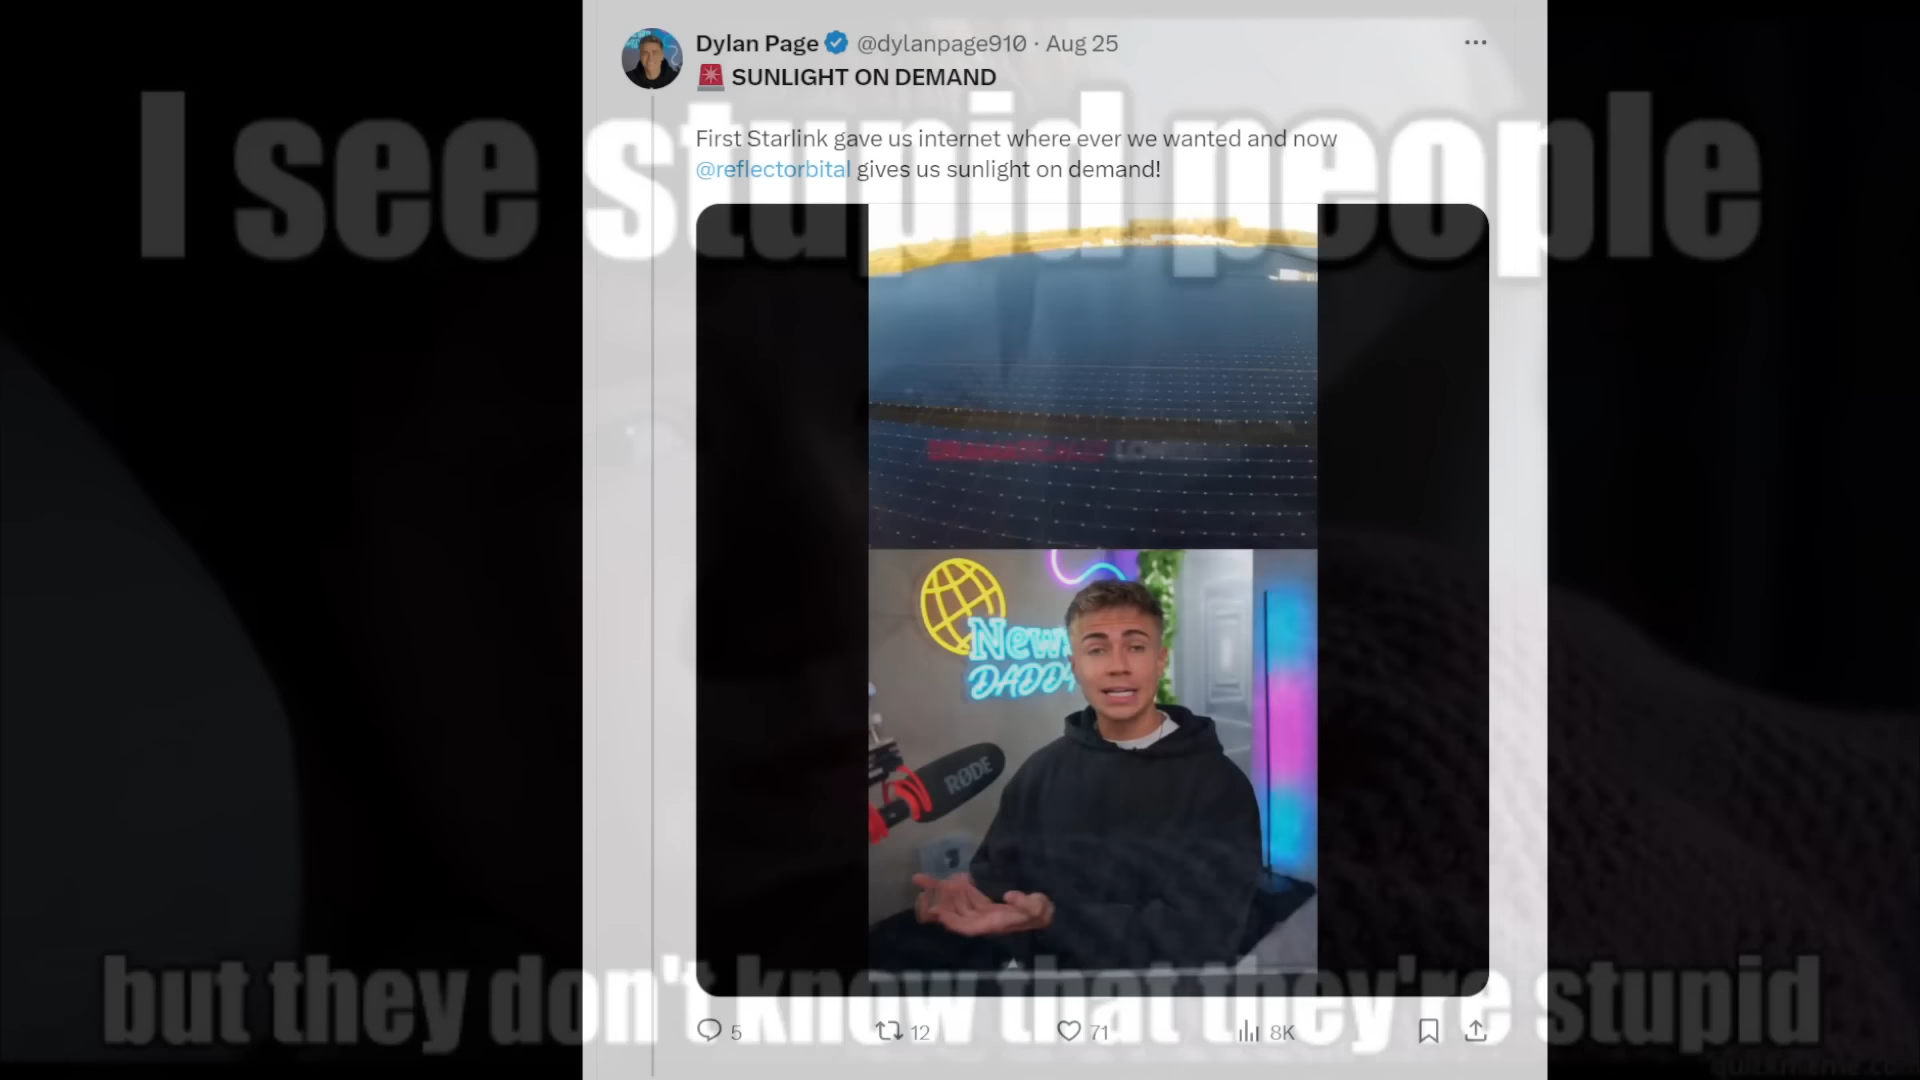 Dylan Page @dylanpage910 · Aug 25
SUNLIGHT ON DEMAND
I see stupid people
First Starlink gave us internet where ever we wanted and now
@reflectorbital gives us sunlight on demand!
News
DADDY
RØDE
but they don't know that they're stupid
5 12 71 8K
quickmeme.com